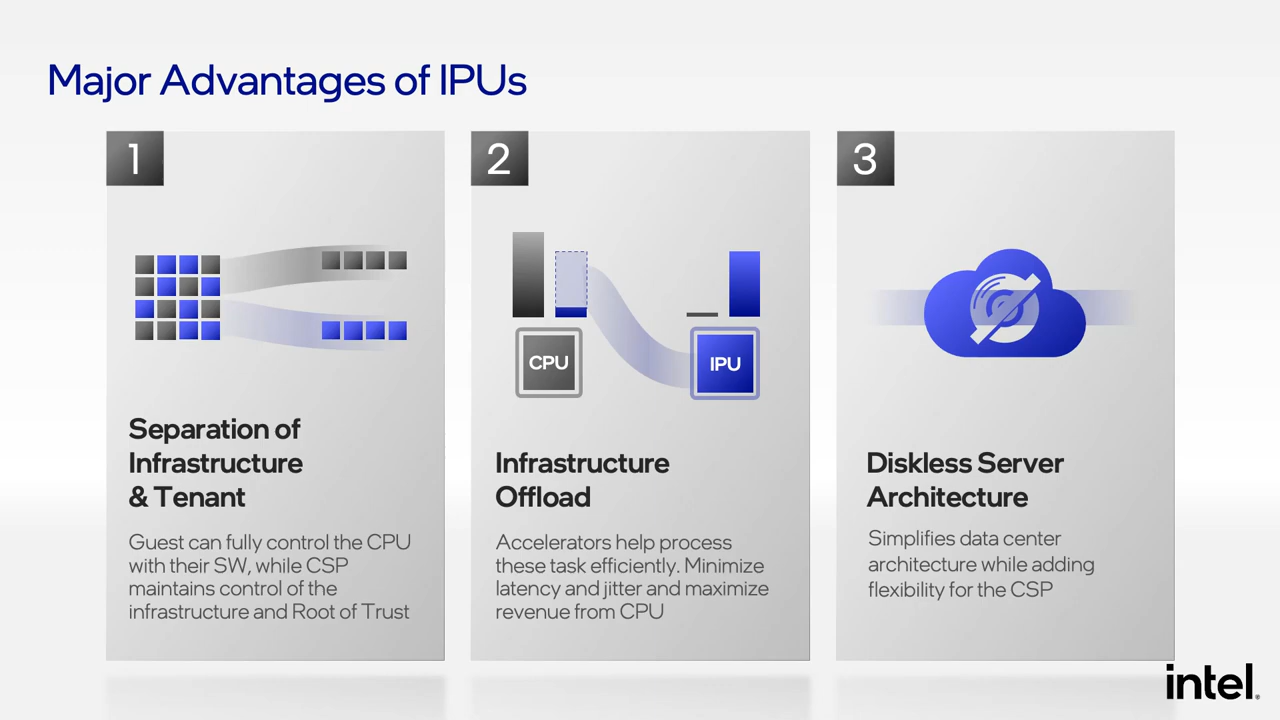 Major Advantages of IPUs
1
Separation of
Infrastructure
& Tenant
Guest can fully control the CPU
with their SW, while CSP
maintains control of the
infrastructure and Root of Trust
2
CPU
IPU
Infrastructure
Offload
Accelerators help process
these task efficiently. Minimize
latency and jitter and maximize
revenue from CPU
3
Diskless Server
Architecture
Simplifies data center
architecture while adding
flexibility for the CSP
intel®